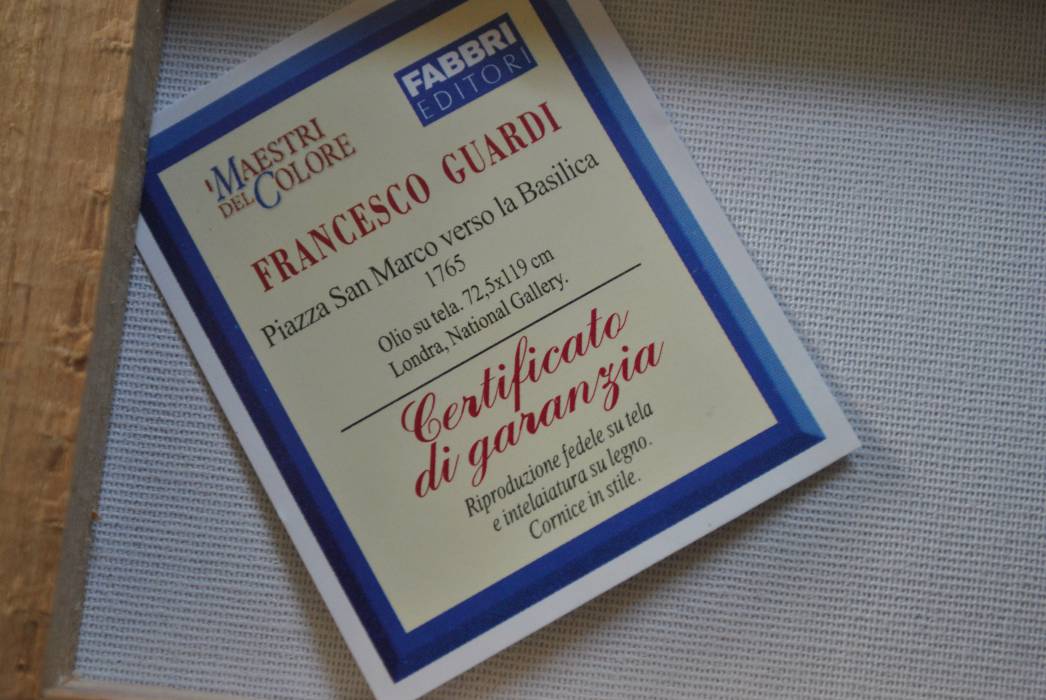 FABBRI
EDITORI
I MAESTRI
DEL COLORE
FRANCESCO GUARDI
Piazza San Marco verso la Basilica
1765
Olio su tela. 72,5x119 cm
Londra, National Gallery.
Certificato
di garanzia
Riproduzione fedele su tela
e intelaiatura su legno.
Cornice in stile.